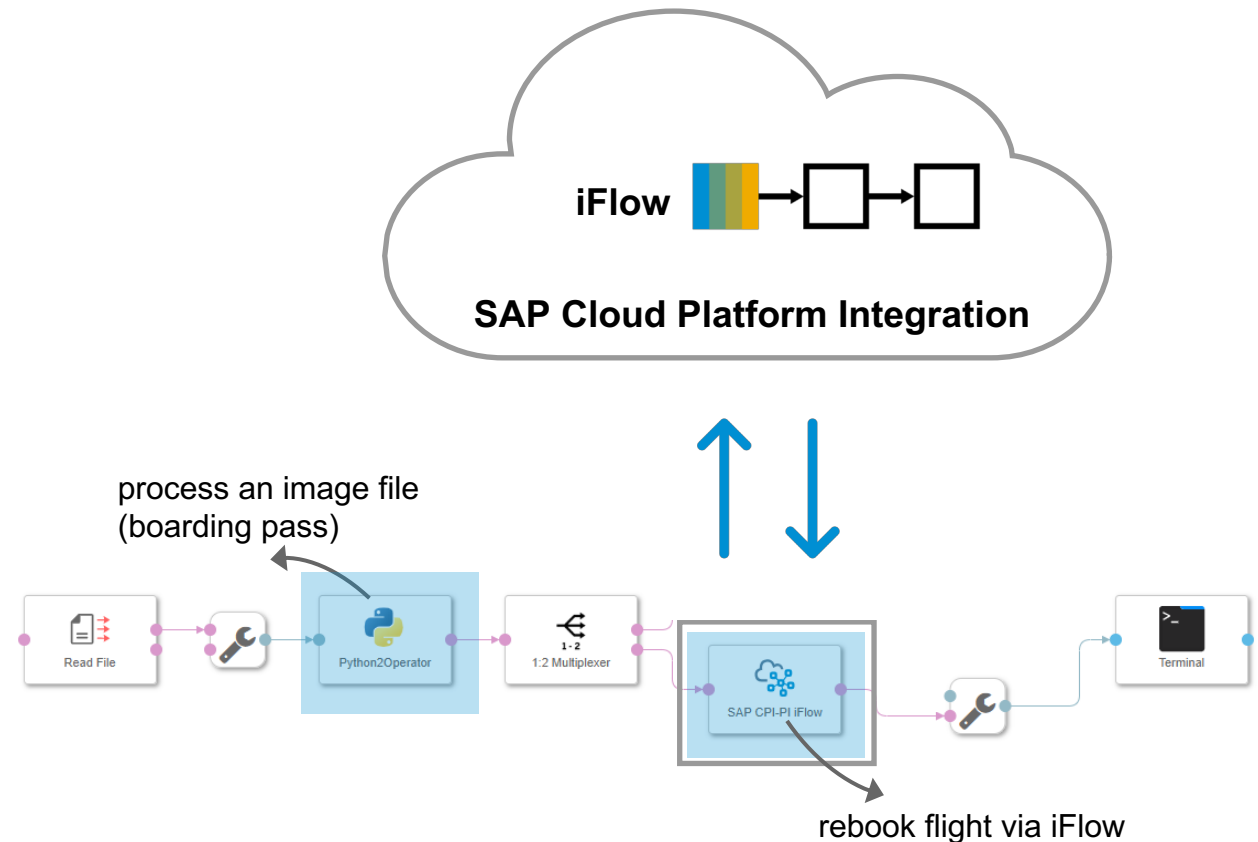 iFlow
SAP Cloud Platform Integration
process an image file
(boarding pass)
Read File
Python2Operator
1-2
1:2 Multiplexer
SAP CPI-PI iFlow
>_
Terminal
rebook flight via iFlow